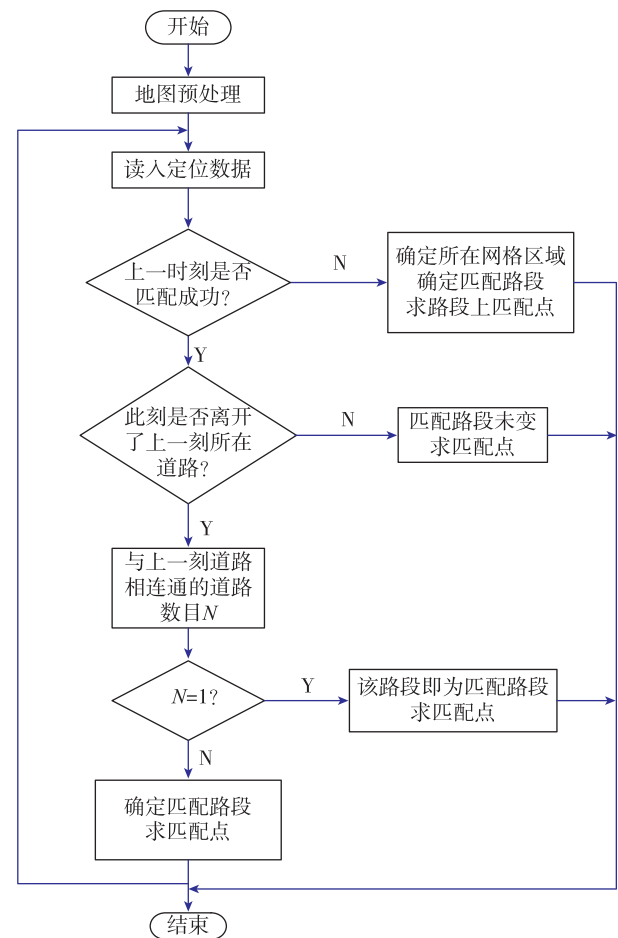 开始
地图预处理
读入定位数据
上一时刻是否
匹配成功?
N
确定所在网格区域
确定匹配路段
求路段上匹配点
Y
此刻是否离开
了上一刻所在
道路?
N
匹配路段未变
求匹配点
Y
与上一刻道路
相连通的道路
数目N
N=1?
Y
该路段即为匹配路段
求匹配点
N
确定匹配路段
求匹配点
结束